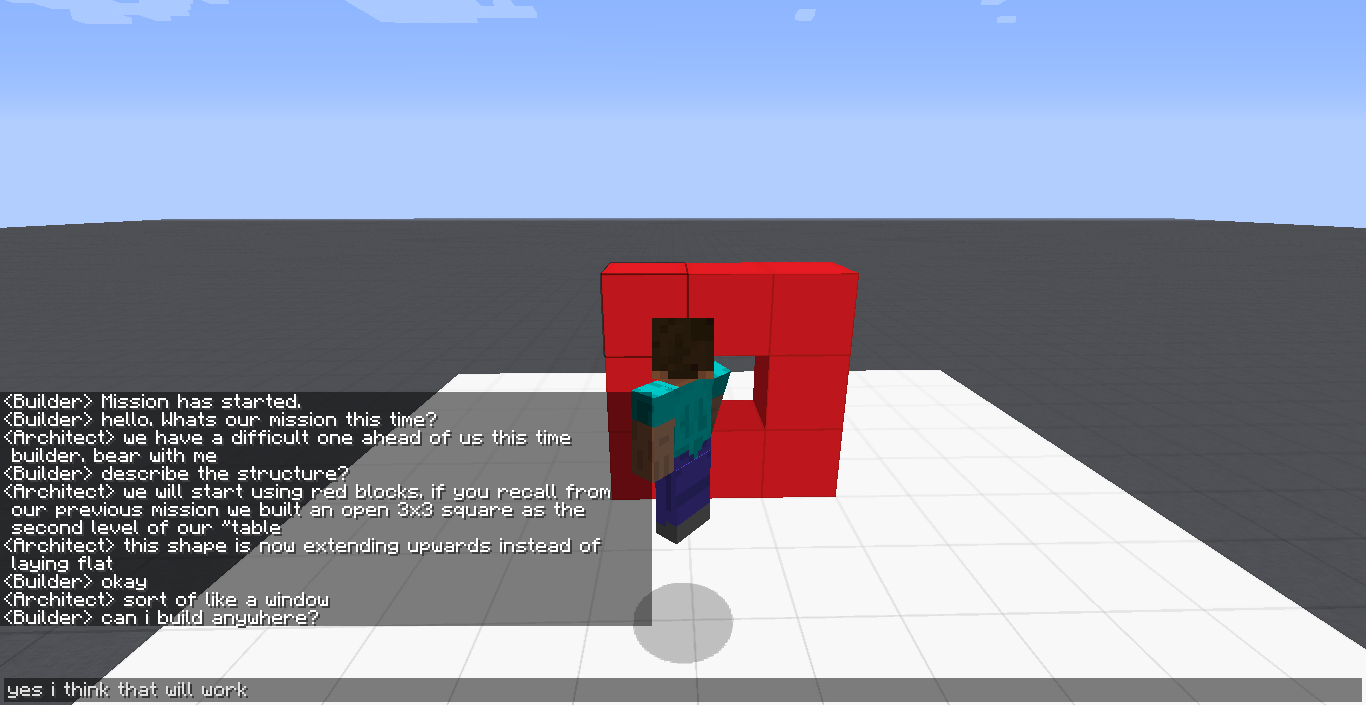 <Builder> Mission has started.
<Builder> hello. Whats our mission this time?
<Architect> we have a difficult one ahead of us this time
builder. bear with me
<Builder> describe the structure?
<Architect> we will start using red blocks. if you recall from
our previous mission we built an open 3x3 square as the
second level of our "table
<Architect> this shape is now extending upwards instead of
laying flat
<Builder> okay
<Architect> sort of like a window
<Builder> can i build anywhere?
yes i think that will work